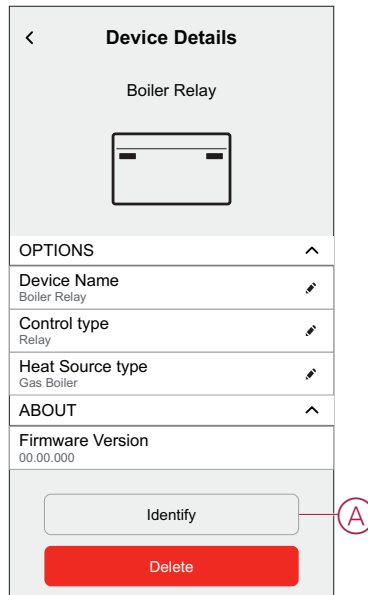 Device Details
Boiler Relay
OPTIONS
Device Name
Boiler Relay
Control type
Relay
Heat Source type
Gas Boiler
ABOUT
Firmware Version
00.00.000
Identify
A
Delete